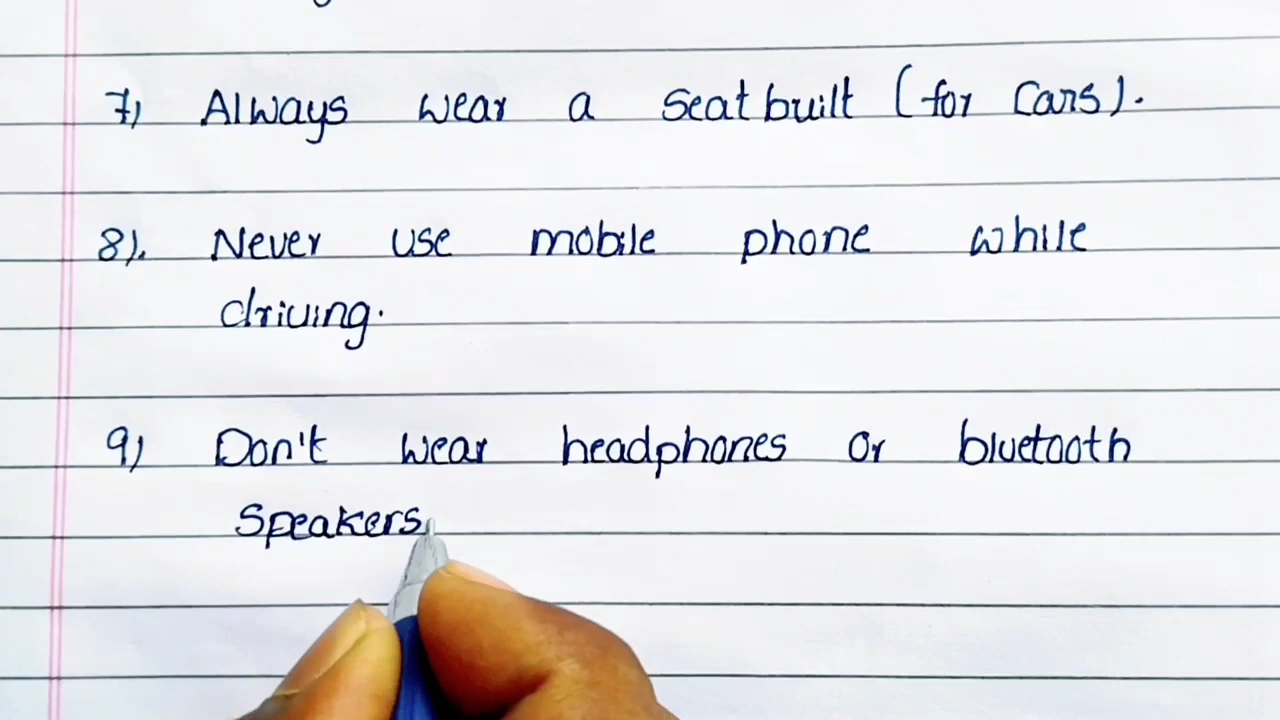 7) Always wear a seat built (for Cars).
8). Never use mobile phone while
driving.
9) Don't wear headphones or bluetooth
Speakers